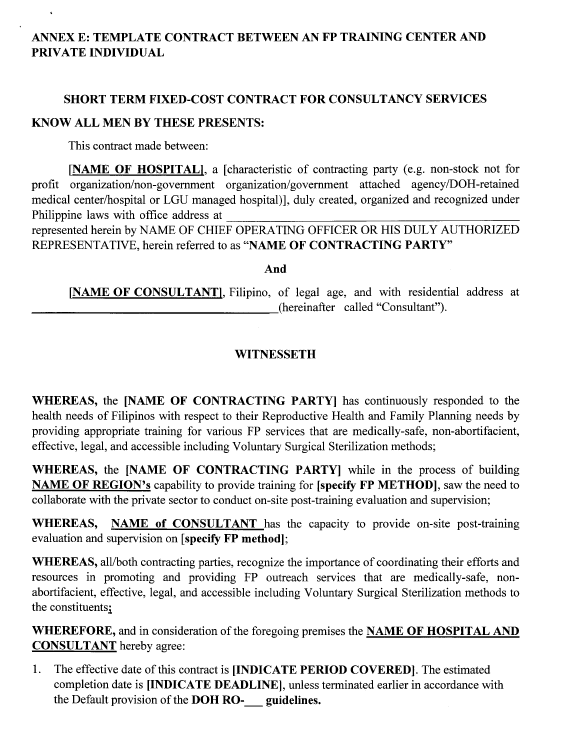 ANNEX E: TEMPLATE CONTRACT BETWEEN AN FP TRAINING CENTER AND
PRIVATE INDIVIDUAL
SHORT TERM FIXED-COST CONTRACT FOR CONSULTANCY SERVICES
KNOW ALL MEN BY THESE PRESENTS:
This contract made between:
[NAME OF HOSPITAL], a [characteristic of contracting party (e.g. non-stock not for
profit organization/non-government organization/government attached agency/DOH-retained
medical center/hospital or LGU managed hospital)], duly created, organized and recognized under
Philippine laws with office address at ___
represented herein by NAME OF CHIEF OPERATING OFFICER OR HIS DULY AUTHORIZED
REPRESENTATIVE, herein referred to as “NAME OF CONTRACTING PARTY”
And
[NAME OF CONSULTANT], Filipino, of legal age, and with residential address at
___(hereinafter called “Consultant”).
WITNESSETH
WHEREAS, the [NAME OF CONTRACTING PARTY] has continuously responded to the
health needs of Filipinos with respect to their Reproductive Health and Family Planning needs by
providing appropriate training for various FP services that are medically-safe, non-abortifacient,
effective, legal, and accessible including Voluntary Surgical Sterilization methods;
WHEREAS, the [NAME OF CONTRACTING PARTY] while in the process of building
NAME OF REGION's capability to provide training for [specify FP METHOD], saw the need to
collaborate with the private sector to conduct on-site post-training evaluation and supervision;
WHEREAS, NAME of CONSULTANT has the capacity to provide on-site post-training
evaluation and supervision on [specify FP method];
WHEREAS, all/both contracting parties, recognize the importance of coordinating their efforts and
resources in promoting and providing FP outreach services that are medically-safe, non-
abortifacient, effective, legal, and accessible including Voluntary Surgical Sterilization methods to
the constituents;
WHEREFORE, and in consideration of the foregoing premises the NAME OF HOSPITAL AND
CONSULTANT hereby agree:
1. The effective date of this contract is [INDICATE PERIOD COVERED]. The estimated
completion date is [INDICATE DEADLINE], unless terminated earlier in accordance with
the Default provision of the DOH RO-___ guidelines.